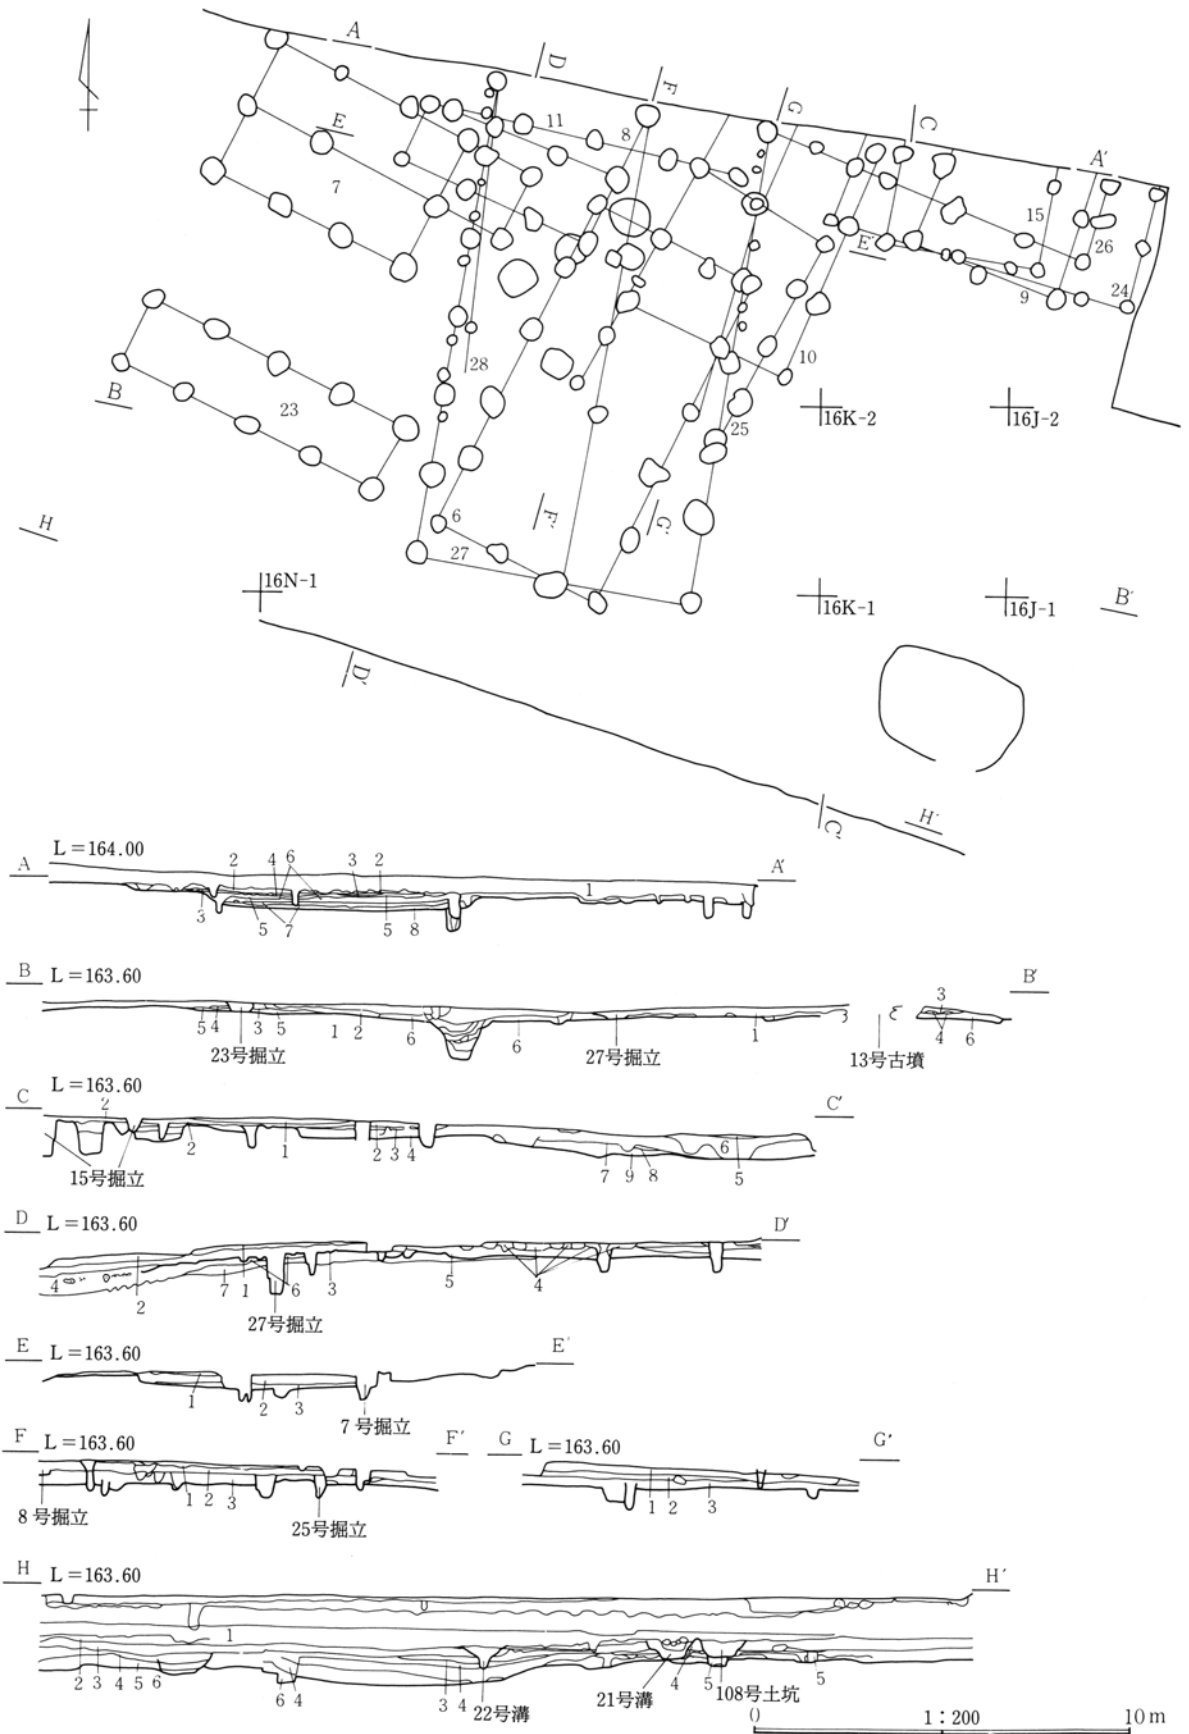 A
D
F
G
C
A′
11
8
E
7
15
E′
26
24
9
28
10
B
23
16K-2
16J-2
25
H
6
F′
G′
27
16N-1
16K-1
16J-1
B′
D′
C′
H′
A L=164.00 A′
2 4 6 3 2
1
3 5 7 5 8
B L=163.60 B′
3
5 4 3 5 1 2 6 6 1 4 6
23号掘立 27号掘立 13号古墳
C L=163.60 C′
2
2 1 2 3 4 6
15号掘立 7 9 8 5
D L=163.60 D′
4 2 7 1 6 3 5 4
27号掘立
E L=163.60 E′
1 2 3
7号掘立
F L=163.60 F′
1 2 3
8号掘立 25号掘立
G L=163.60 G′
1 2 3
H L=163.60 H′
1
2 3 4 5 6 6 4 3 4 22号溝 21号溝 4 5 108号土坑 5
0 1:200 10m